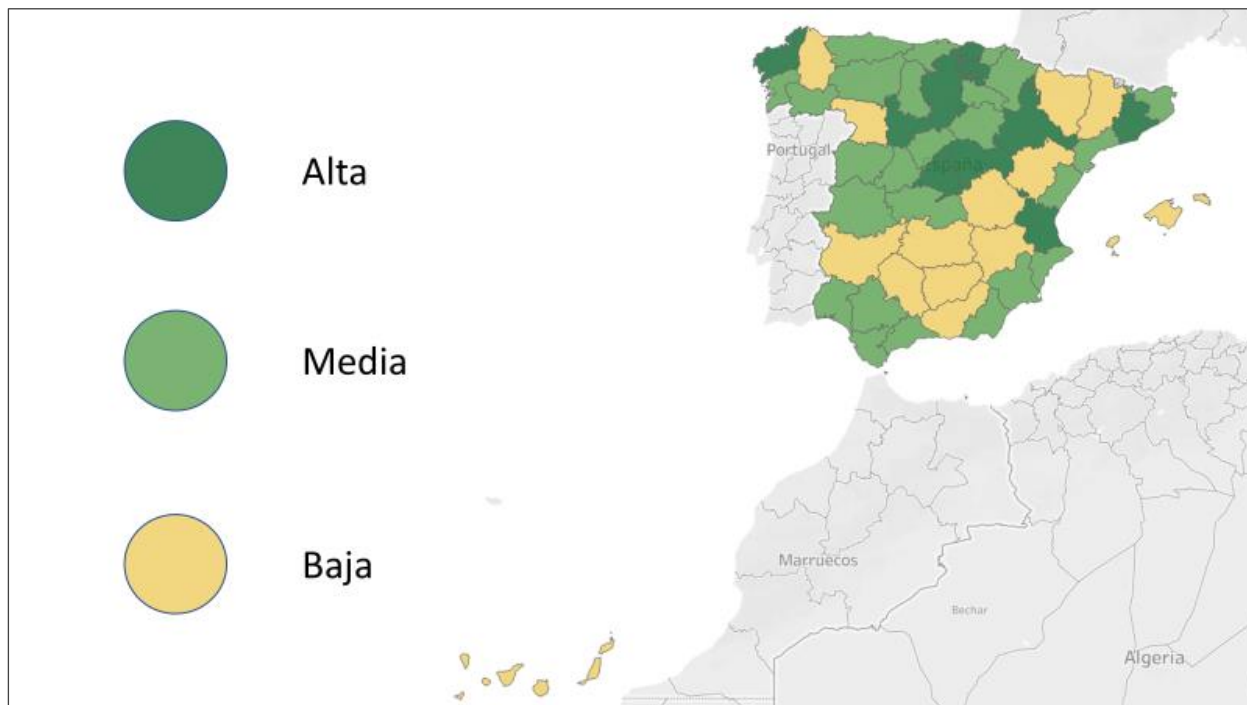 Alta
Media
Baja
Portugal
España
Marruecos
Bechar
Algeria